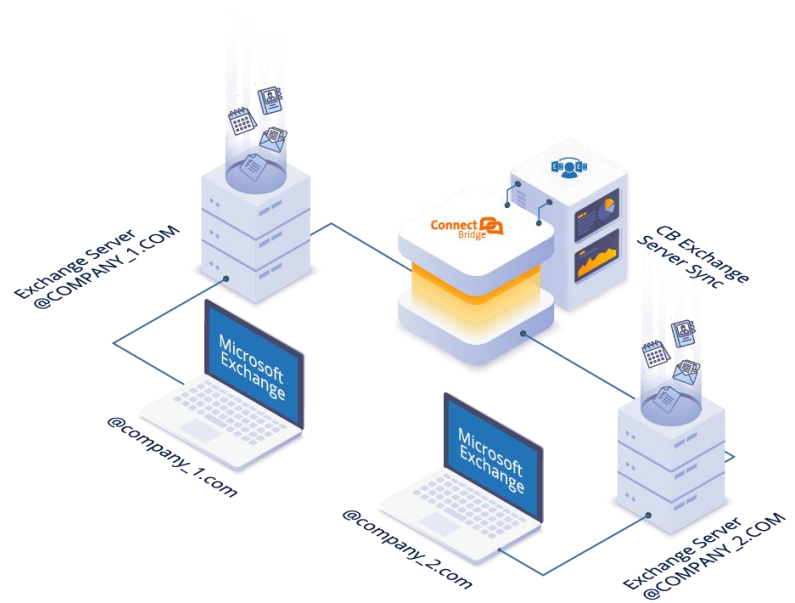 Exchange Server
@COMPANY_1.COM
Connect
Bridge
CB Exchange
Server Sync
Microsoft
Exchange
@company_1.com
Microsoft
Exchange
@company_2.com
Exchange Server
@COMPANY_2.COM